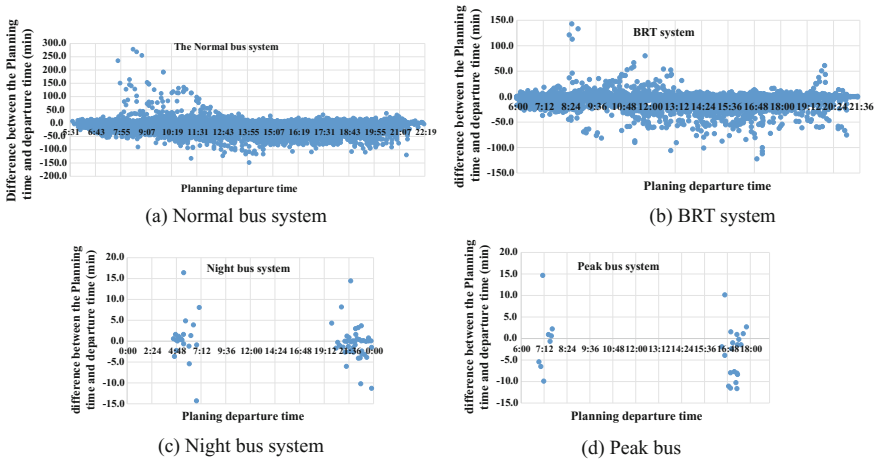 Difference between the Planning
time and departure time (min)
300.0
250.0
200.0
150.0
100.0
50.0
0.0
-50.0
-100.0
-150.0
-200.0
The Normal bus system
5:31 6:43 7:55 9:07 10:19 11:31 12:43 13:55 15:07 16:19 17:31 18:43 19:55 21:07 22:19
Planning departure time
(a) Normal bus system
difference between the Planning
time and departure time (min)
150.0
100.0
50.0
0.0
-50.0
-100.0
-150.0
BRT system
6:00 7:12 8:24 9:36 10:48 12:00 13:12 14:24 15:36 16:48 18:00 19:12 20:24 21:36
Planing departure time
(b) BRT system
difference between the Planning
time and departure time (min)
20.0
15.0
10.0
5.0
0.0
-5.0
-10.0
-15.0
Night bus system
0:00 2:24 4:48 7:12 9:36 12:00 14:24 16:48 19:12 21:36 0:00
Planing departure time
(c) Night bus system
difference between the Planning
time and departure time (min)
20.0
15.0
10.0
5.0
0.0
-5.0
-10.0
-15.0
Peak bus system
6:00 7:12 8:24 9:36 10:48 12:00 13:12 14:24 15:36 16:48 18:00
Planning departure time
(d) Peak bus